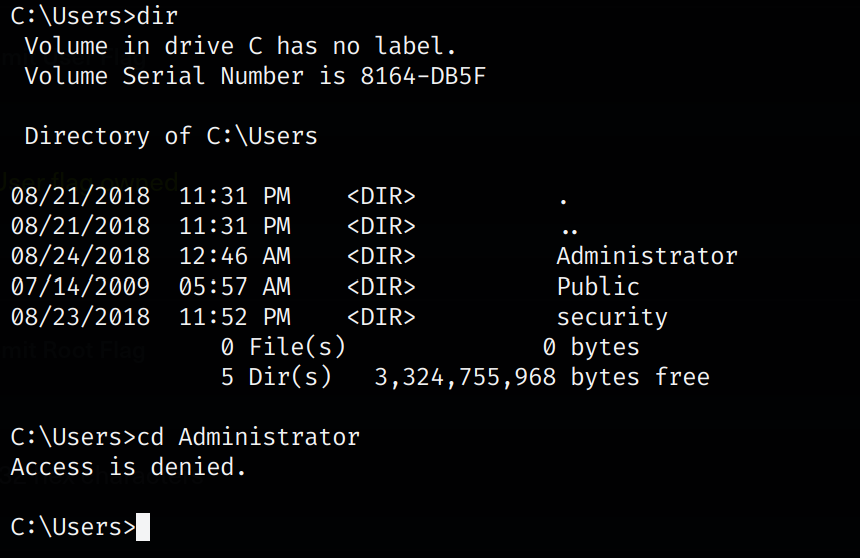 C:\Users>dir
Volume in drive C has no label.
Volume Serial Number is 8164-DB5F
Directory of C:\Users
08/21/2018 11:31 PM <DIR> .
08/21/2018 11:31 PM <DIR> ..
08/24/2018 12:46 AM <DIR> Administrator
07/14/2009 05:57 AM <DIR> Public
08/23/2018 11:52 PM <DIR> security
0 File(s) 0 bytes
5 Dir(s) 3,324,755,968 bytes free
mit Root Flag
C:\Users>cd Administrator
Access is denied.
C:\Users>